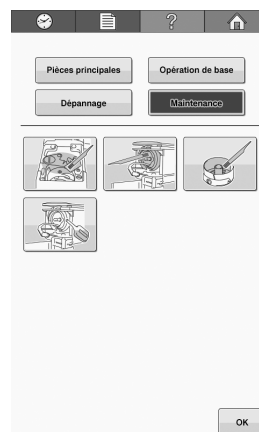 ?
Pièces principales
Opération de base
Dépannage
Maintenance
OK